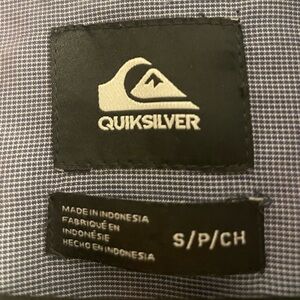 QUIKSILVER
MADE IN INDONESIA
FABRIQUÉ EN
INDONÉSIE
HECHO EN INDONESIA
S/P/CH